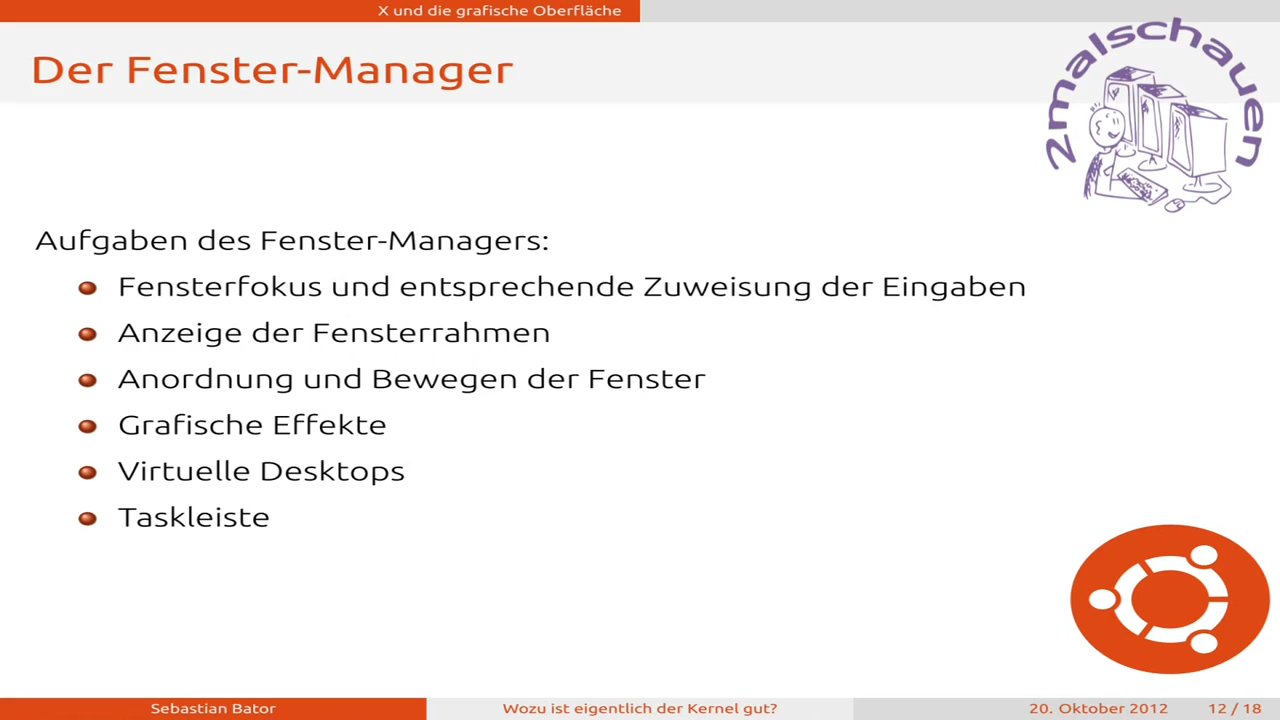 X und die grafische Oberfläche
Der Fenster-Manager
2malschauen
Aufgaben des Fenster-Managers:
Fensterfokus und entsprechende Zuweisung der Eingaben
Anzeige der Fensterrahmen
Anordnung und Bewegen der Fenster
Grafische Effekte
Virtuelle Desktops
Taskleiste
Sebastian Bator
Wozu ist eigentlich der Kernel gut?
20. Oktober 2012
12 / 18